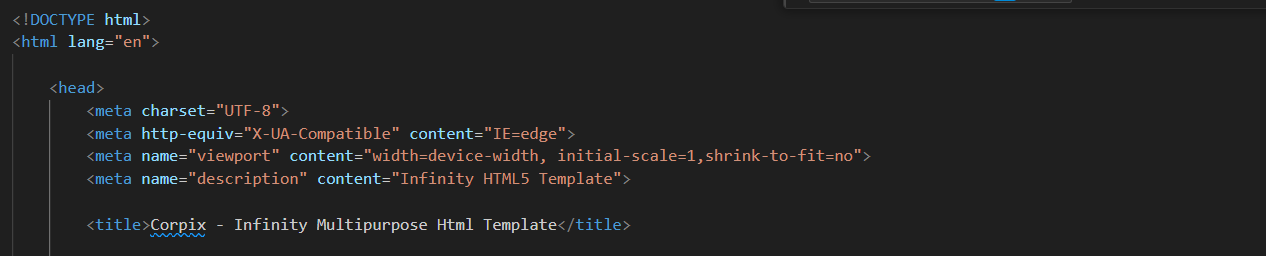 <!DOCTYPE html>
<html lang="en">
<head>
<meta charset="UTF-8">
<meta http-equiv="X-UA-Compatible" content="IE=edge">
<meta name="viewport" content="width=device-width, initial-scale=1,shrink-to-fit=no">
<meta name="description" content="Infinity HTML5 Template">
<title>Corpix - Infinity Multipurpose Html Template</title>